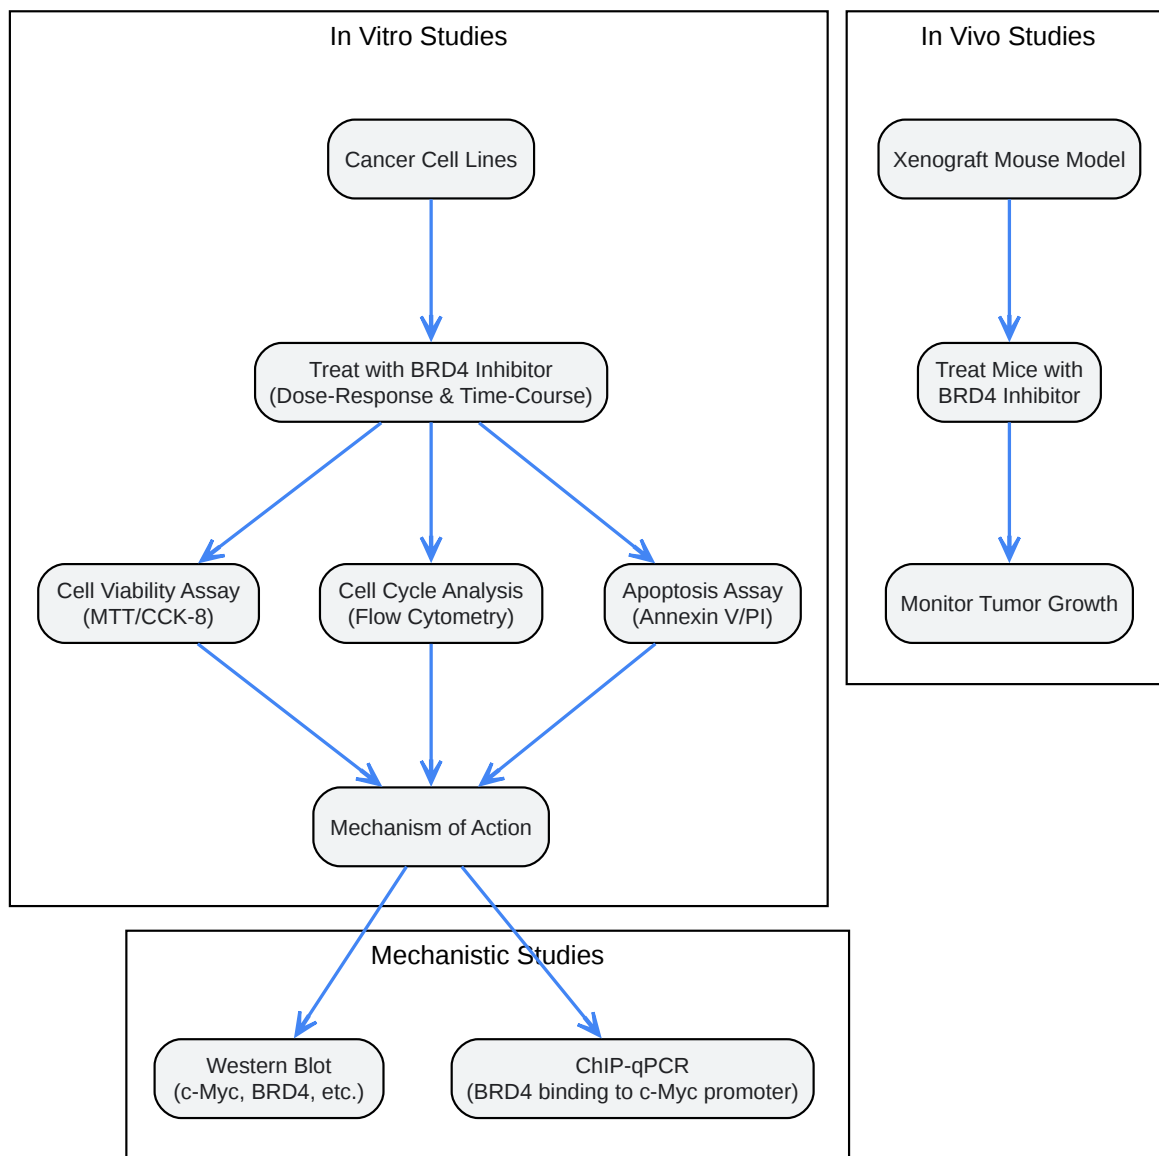 In Vitro Studies
Cancer Cell Lines
Treat with BRD4 Inhibitor
(Dose-Response & Time-Course)
Cell Viability Assay
(MTT/CCK-8)
Cell Cycle Analysis
(Flow Cytometry)
Apoptosis Assay
(Annexin V/PI)
Mechanism of Action
In Vivo Studies
Xenograft Mouse Model
Treat Mice with
BRD4 Inhibitor
Monitor Tumor Growth
Mechanistic Studies
Western Blot
(c-Myc, BRD4, etc.)
ChIP-qPCR
(BRD4 binding to c-Myc promoter)